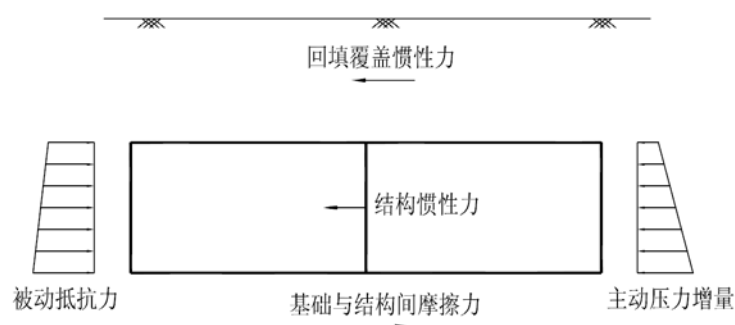 回填覆盖惯性力
结构惯性力
被动抵抗力
基础与结构间摩擦力
主动压力增量